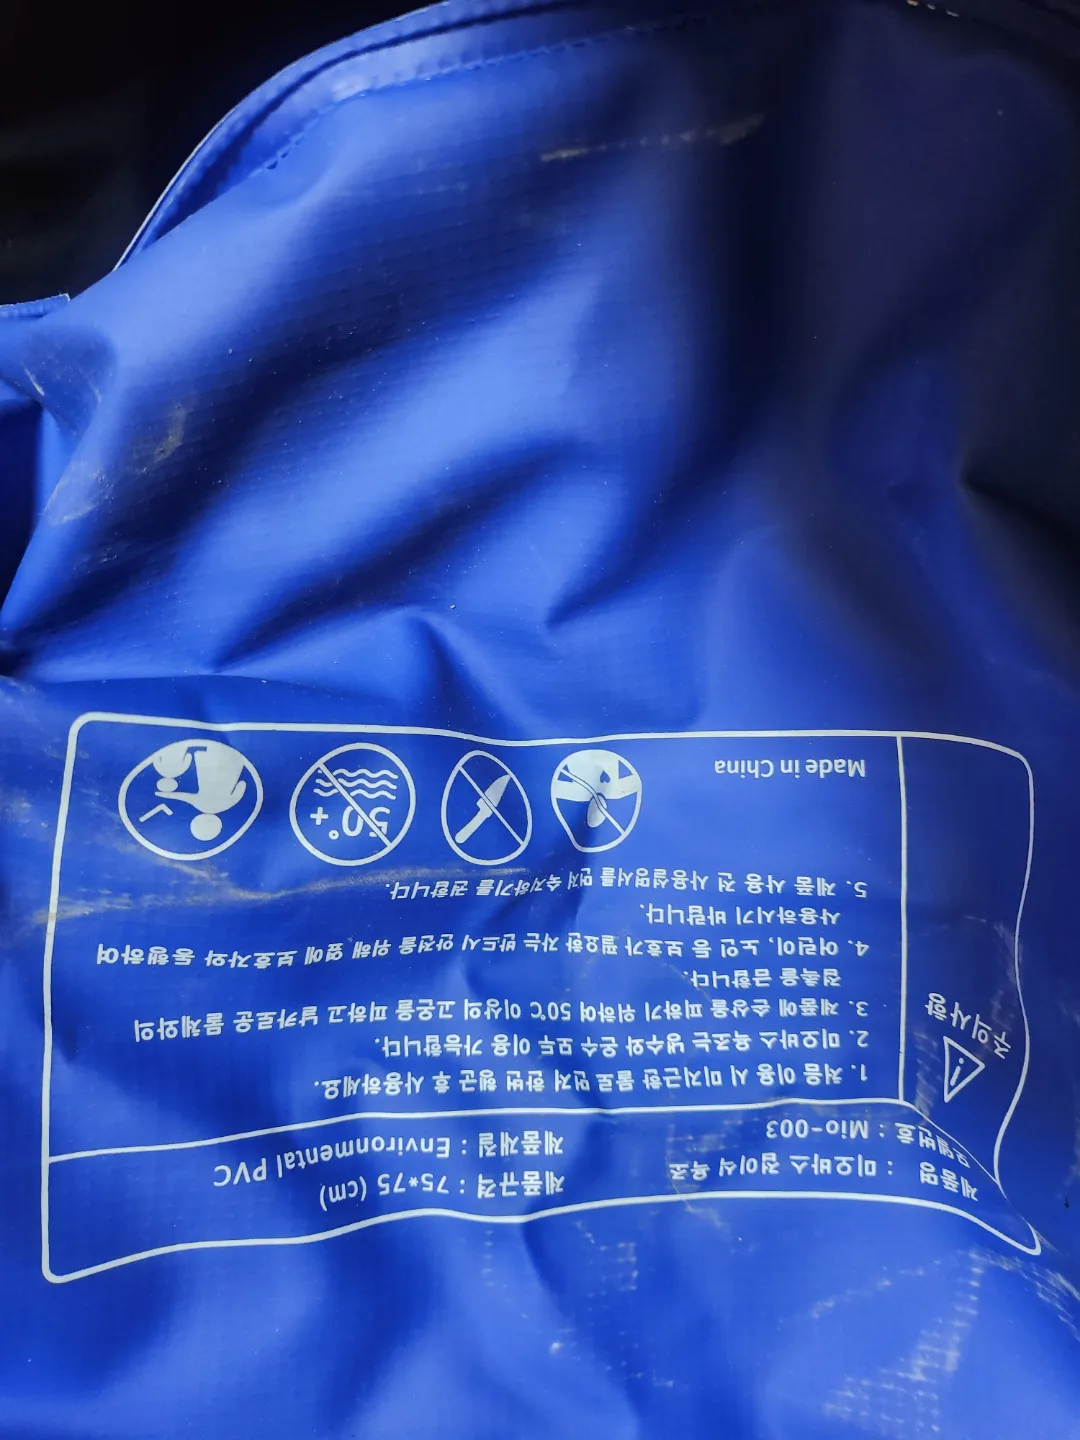 제품명 : 미오바스 접이식 욕조
제품규격 : 75*75 (cm)
모델번호 : Mio-003
제품재질 : Environmental PVC
주의사항
1. 처음 이용 시 미지근한 물로 먼저 한 번 헹군 후 사용하세요.
2. 미오바스 욕조는 냉수와 온수 모두 이용 가능합니다.
3. 제품에 손상을 피하기 위하여 50℃ 이상의 고온을 피하고 날카로운 물체와의
접촉을 금합니다.
4. 어린이, 노인 등 보호가 필요한 자는 반드시 안전을 위해 옆에 보호자와 동행하여
사용하시기 바랍니다.
5. 제품 사용 전 사용설명서를 먼저 숙지하기를 권합니다.
Made in China
50°+